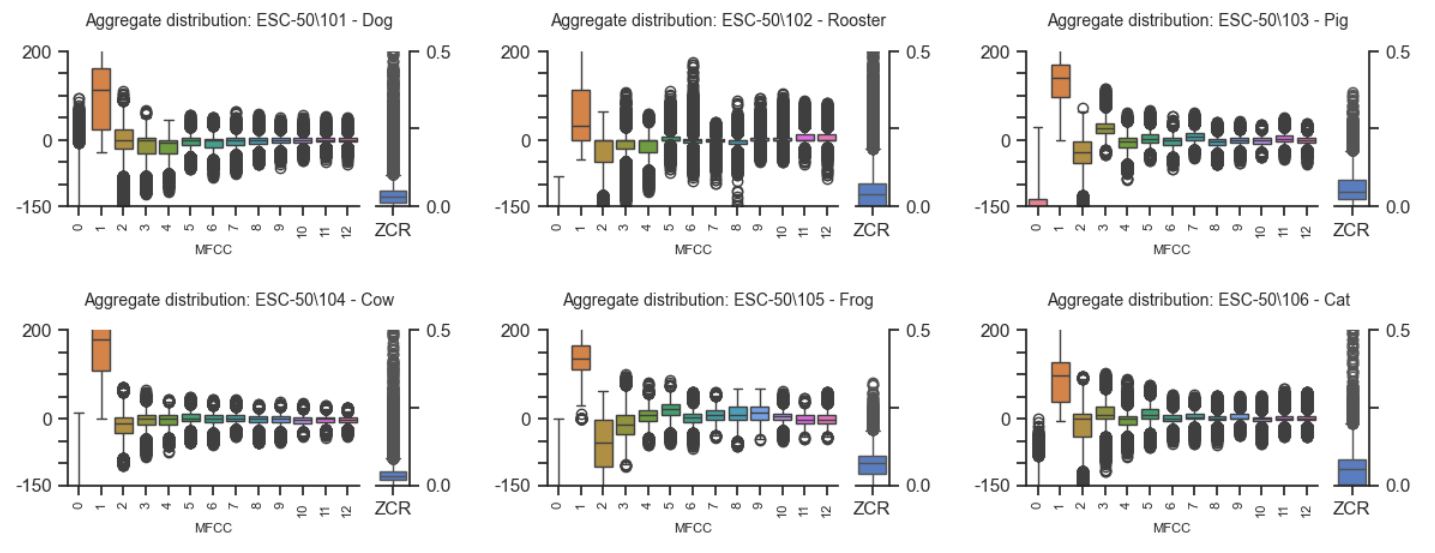 Aggregate distribution: ESC-50\101 - Dog
200
0
-150
0 1 2 3 4 5 6 7 8 9 10 11 12
MFCC
0.5
0.0
ZCR
Aggregate distribution: ESC-50\102 - Rooster
200
0
-150
0 1 2 3 4 5 6 7 8 9 10 11 12
MFCC
0.5
0.0
ZCR
Aggregate distribution: ESC-50\103 - Pig
200
0
-150
0 1 2 3 4 5 6 7 8 9 10 11 12
MFCC
0.5
0.0
ZCR
Aggregate distribution: ESC-50\104 - Cow
200
0
-150
0 1 2 3 4 5 6 7 8 9 10 11 12
MFCC
0.5
0.0
ZCR
Aggregate distribution: ESC-50\105 - Frog
200
0
-150
0 1 2 3 4 5 6 7 8 9 10 11 12
MFCC
0.5
0.0
ZCR
Aggregate distribution: ESC-50\106 - Cat
200
0
-150
0 1 2 3 4 5 6 7 8 9 10 11 12
MFCC
0.5
0.0
ZCR